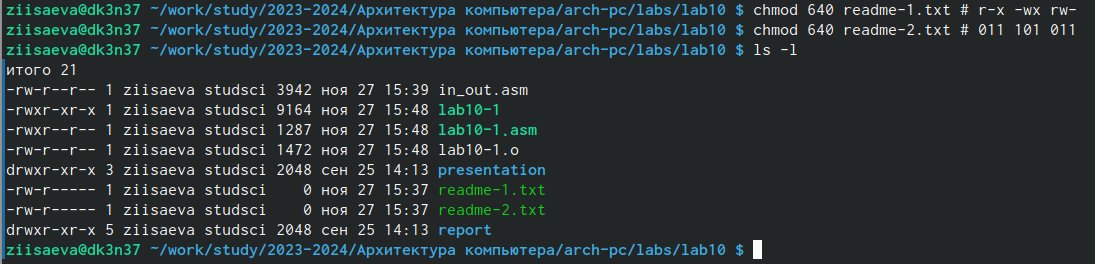 ziisaeva@dk3n37 ~/work/study/2023-2024/Архитектура компьютера/arch-pc/labs/lab10 $ chmod 640 readme-1.txt # r-x -wx rw-
ziisaeva@dk3n37 ~/work/study/2023-2024/Архитектура компьютера/arch-pc/labs/lab10 $ chmod 640 readme-2.txt # 011 101 011
ziisaeva@dk3n37 ~/work/study/2023-2024/Архитектура компьютера/arch-pc/labs/lab10 $ ls -l
итого 21
-rw-r--r-- 1 ziisaeva studsci 3942 ноя 27 15:39 in_out.asm
-rwxr-xr-x 1 ziisaeva studsci 9164 ноя 27 15:48 lab10-1
-rwxr--r-- 1 ziisaeva studsci 1287 ноя 27 15:48 lab10-1.asm
-rw-r--r-- 1 ziisaeva studsci 1472 ноя 27 15:48 lab10-1.o
drwxr-xr-x 3 ziisaeva studsci 2048 сен 25 14:13 presentation
-rw-r----- 1 ziisaeva studsci    0 ноя 27 15:37 readme-1.txt
-rw-r----- 1 ziisaeva studsci    0 ноя 27 15:37 readme-2.txt
drwxr-xr-x 5 ziisaeva studsci 2048 сен 25 14:13 report
ziisaeva@dk3n37 ~/work/study/2023-2024/Архитектура компьютера/arch-pc/labs/lab10 $